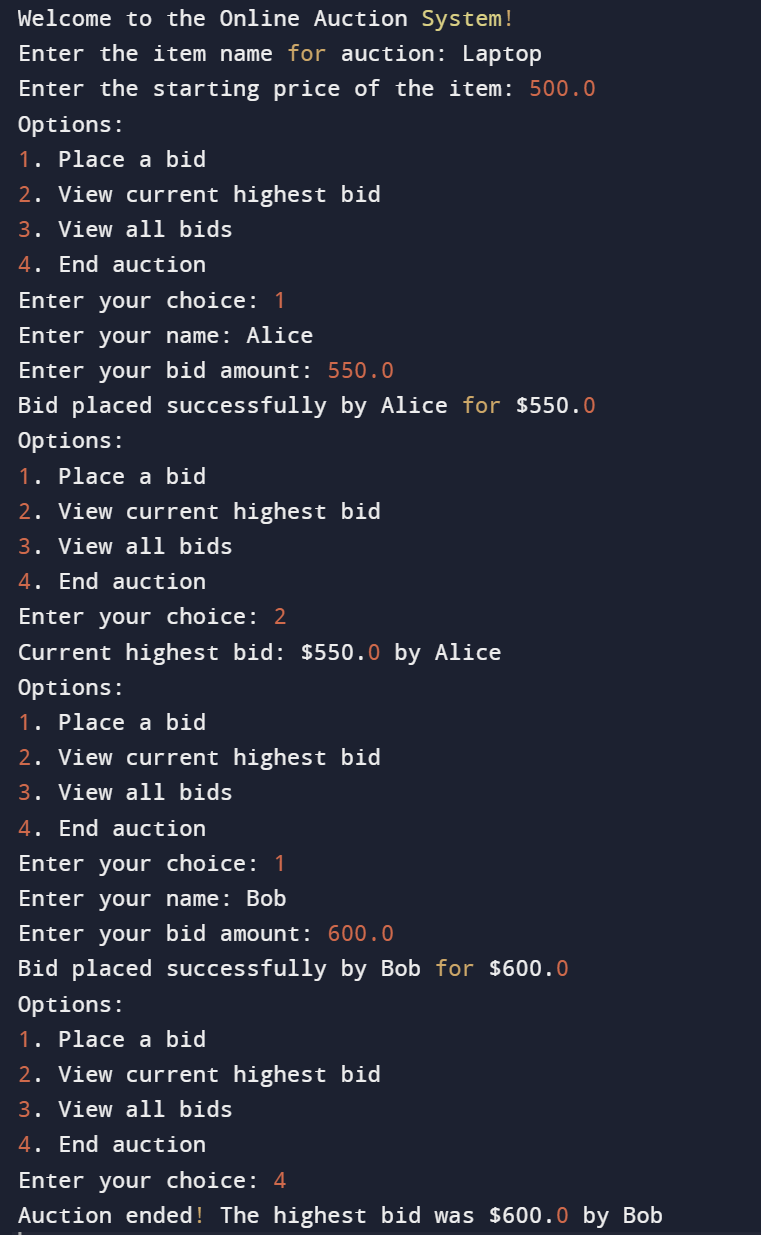 Welcome to the Online Auction System!
Enter the item name for auction: Laptop
Enter the starting price of the item: 500.0
Options:
1. Place a bid
2. View current highest bid
3. View all bids
4. End auction
Enter your choice: 1
Enter your name: Alice
Enter your bid amount: 550.0
Bid placed successfully by Alice for $550.0
Options:
1. Place a bid
2. View current highest bid
3. View all bids
4. End auction
Enter your choice: 2
Current highest bid: $550.0 by Alice
Options:
1. Place a bid
2. View current highest bid
3. View all bids
4. End auction
Enter your choice: 1
Enter your name: Bob
Enter your bid amount: 600.0
Bid placed successfully by Bob for $600.0
Options:
1. Place a bid
2. View current highest bid
3. View all bids
4. End auction
Enter your choice: 4
Auction ended! The highest bid was $600.0 by Bob